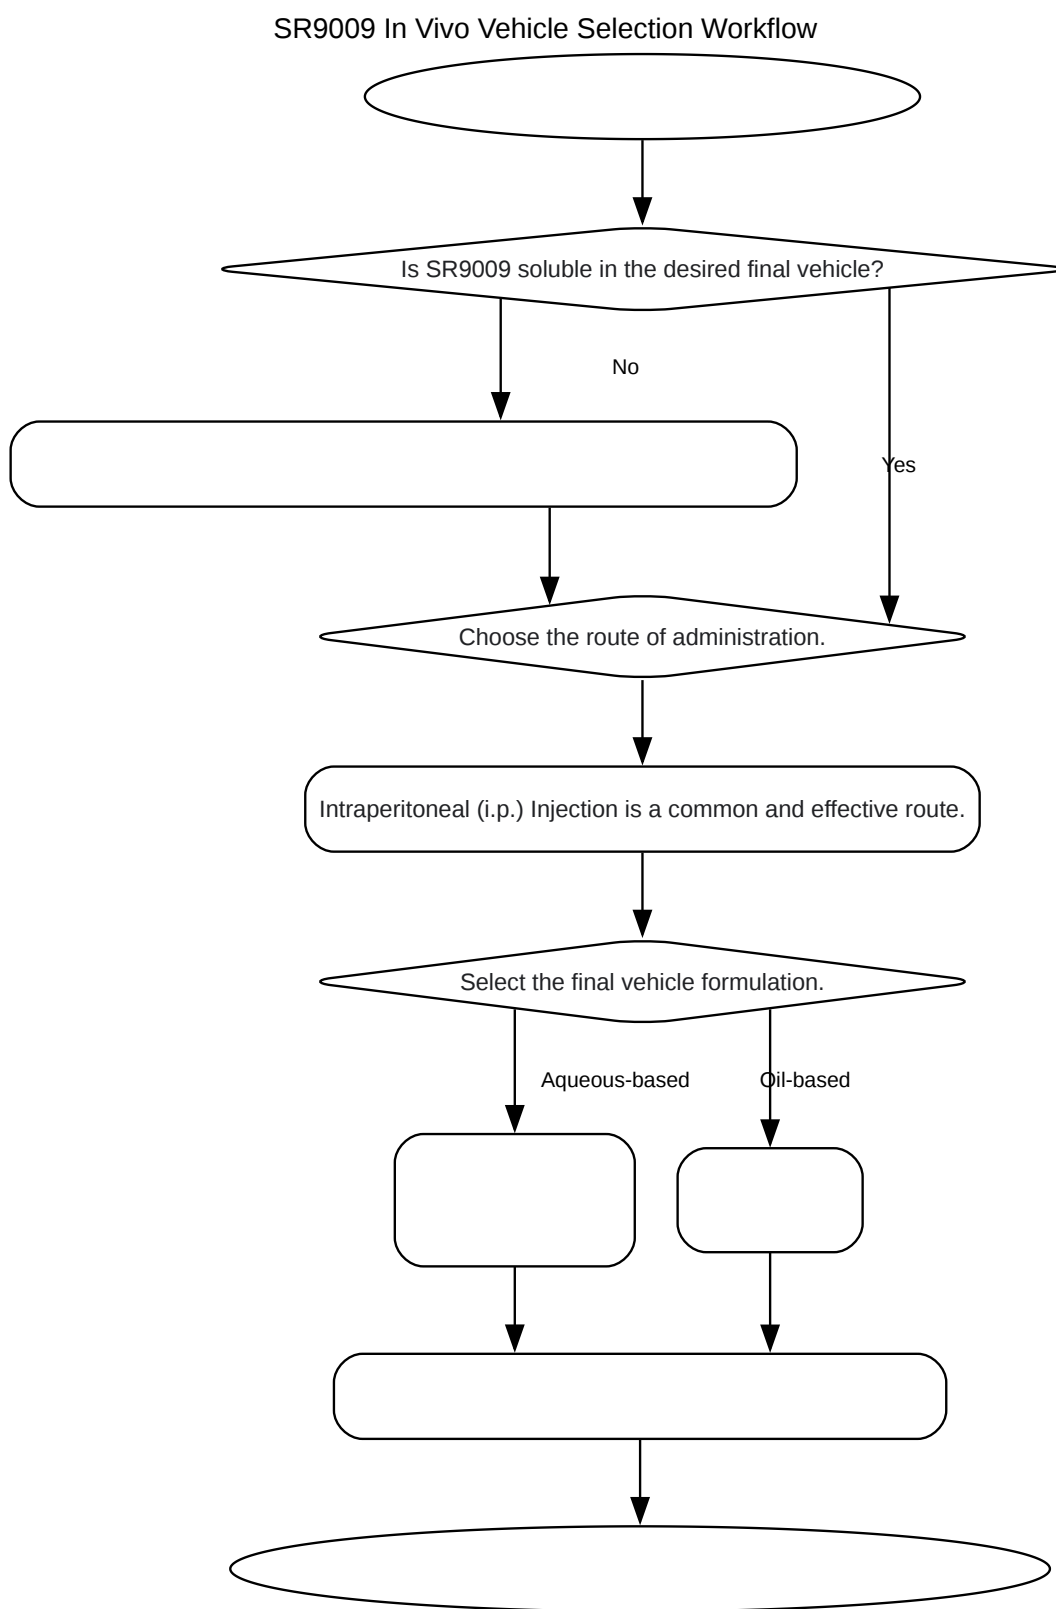 SR9009 In Vivo Vehicle Selection Workflow
Is SR9009 soluble in the desired final vehicle?
No
Yes
Choose the route of administration.
Intraperitoneal (i.p.) Injection is a common and effective route.
Select the final vehicle formulation.
Aqueous-based
Oil-based